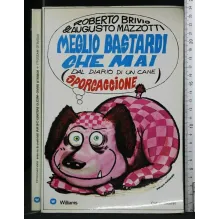 ROBERTO BRIVIO
& AUGUSTO MAZZOTTI
MEGLIO BASTARDI
CHE MAI
DAL DIARIO DI UN CANE
SPORCACCIONE
Williams